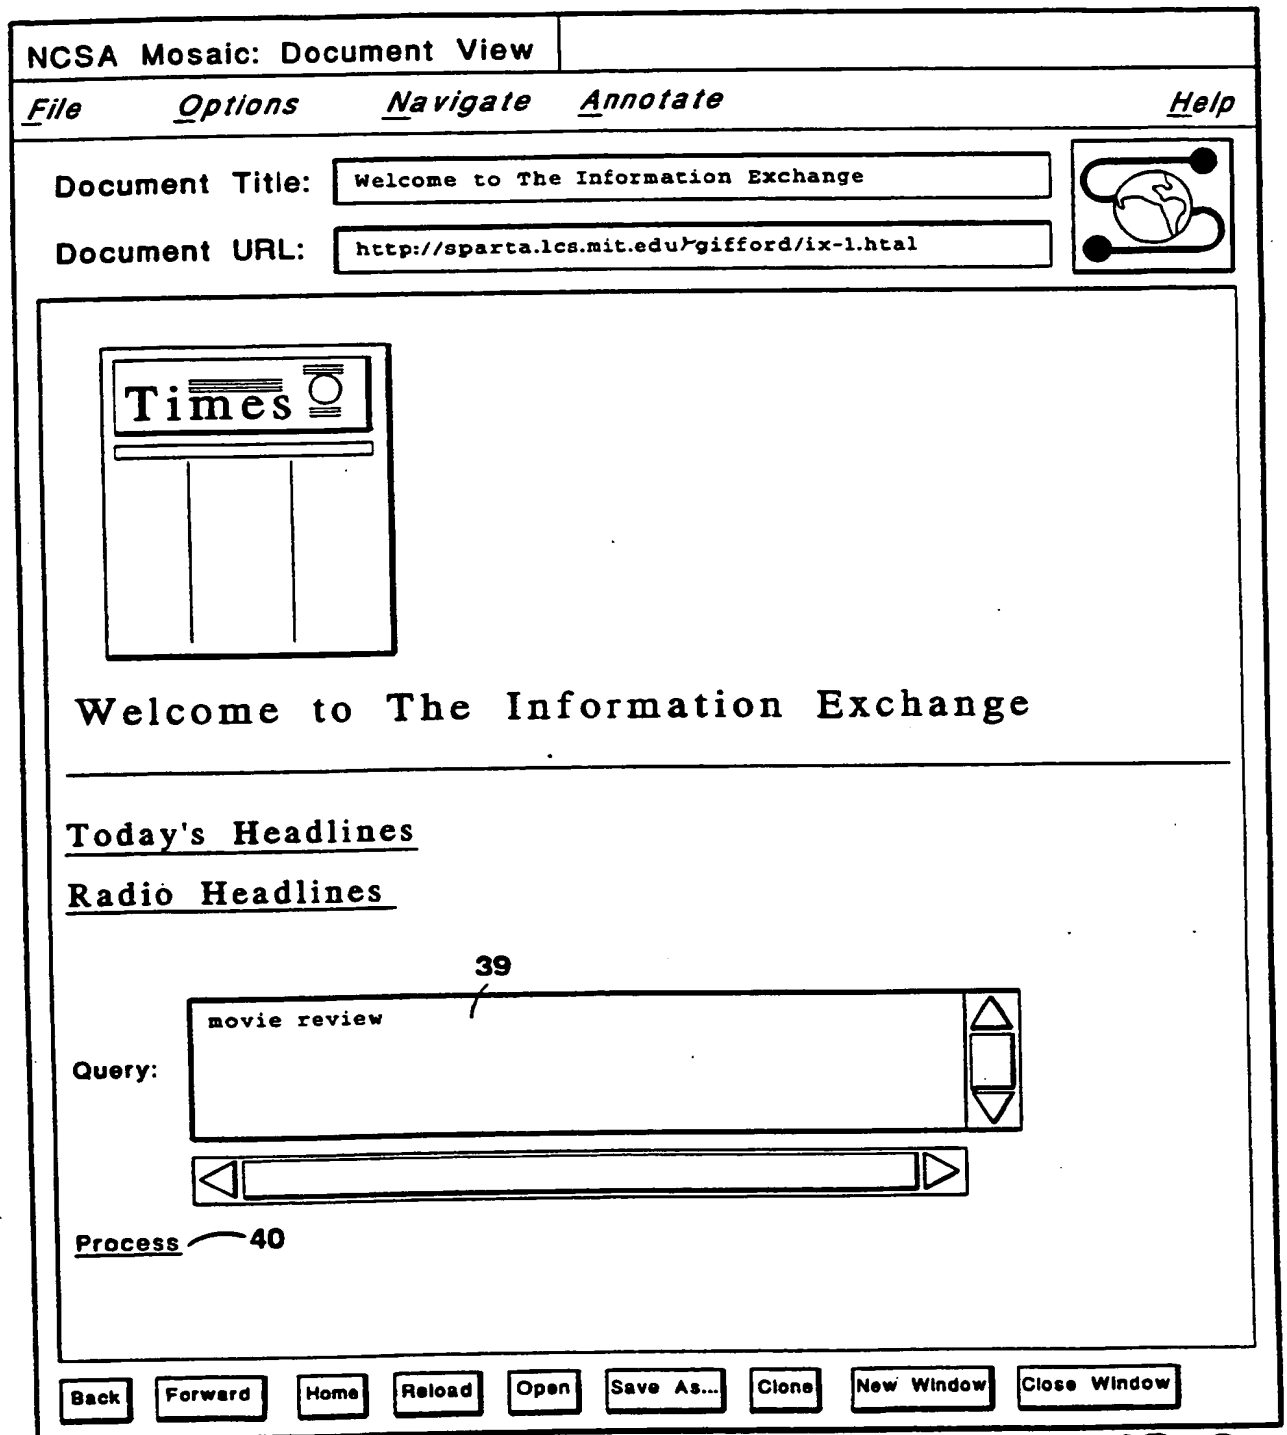 NCSA Mosaic: Document View
File Options Navigate Annotate Help
Document Title: Welcome to The Information Exchange
Document URL: http://sparta.lcs.mit.edu/~gifford/ix-1.htal
Times
Welcome to The Information Exchange
Today's Headlines
Radio Headlines
39
movie review
Query:
Process 40
Back Forward Home Reload Open Save As... Clone New Window Close Window